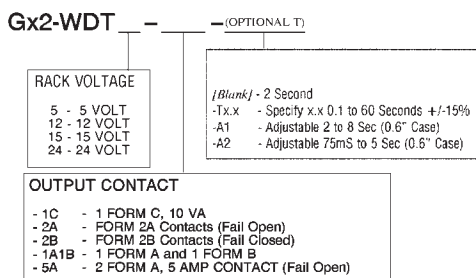 Gx2-WDT __ - ____ - (OPTIONAL T)
RACK VOLTAGE
5 - 5 VOLT
12 - 12 VOLT
15 - 15 VOLT
24 - 24 VOLT
[Blank] - 2 Second
-Tx.x - Specify x.x 0.1 to 60 Seconds +/-15%
-A1 - Adjustable 2 to 8 Sec (0.6" Case)
-A2 - Adjustable 75mS to 5 Sec (0.6" Case)
OUTPUT CONTACT
- 1C - 1 FORM C, 10 VA
- 2A - FORM 2A Contacts (Fail Open)
- 2B - FORM 2B Contacts (Fail Closed)
- 1A1B - 1 FORM A and 1 FORM B
- 5A - 2 FORM A, 5 AMP CONTACT (Fail Open)